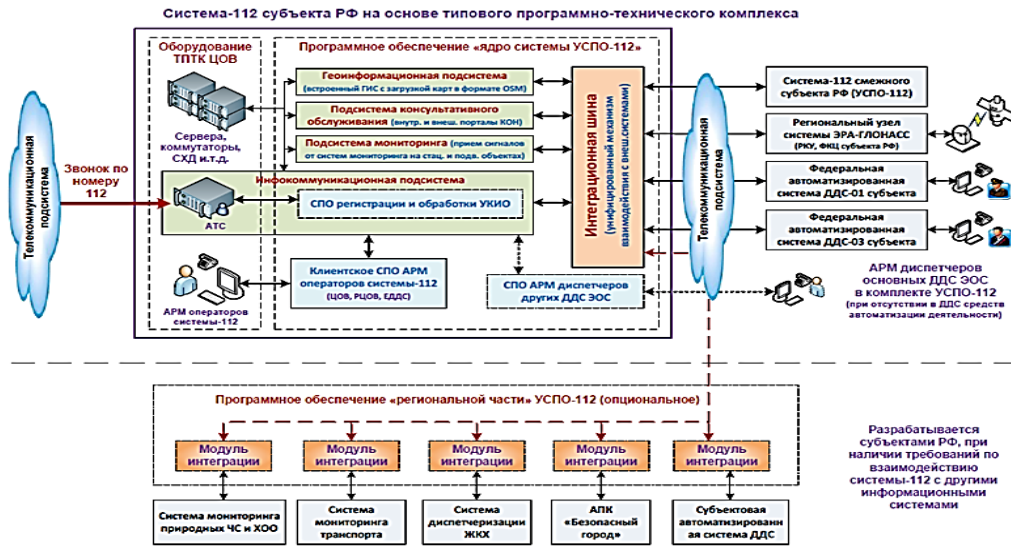 Система-112 субъекта РФ на основе типового программно-технического комплекса
Телекоммуникационная
подсистема
Звонок по
номеру
112
Оборудование
ТПТК ЦОВ
Сервера,
коммутаторы,
СХД и.т.д.
Программное обеспечение «ядро системы УСПО-112»
Геоинформационная подсистема
(встроенный ГИС с загрузкой карт в формате OSM)
Подсистема консультативного
обслуживания (внутр. и внеш. порталы КОН)
Подсистема мониторинга (прием сигналов
от систем мониторинга на стац. и подв. объектах)
Инфокоммуникационная подсистема
АТС
СПО регистрации и обработки УКИО
Интеграционная шина
(унифицированный механизм
взаимодействия с внеш.системами)
АРМ операторов
системы-112
Клиентское СПО АРМ
операторов системы-112
(ЦОВ, РЦОВ, ЕДДС)
СПО АРМ диспетчеров
других ДДС ЭОС
Телекоммуникационная
подсистема
Система-112 смежного
субъекта РФ (УСПО-112)
Региональный узел
системы ЭРА-ГЛОНАСС
(РКУ, ФКЦ субъекта РФ)
Федеральная
автоматизированная
система ДДС-01 субъекта
Федеральная
автоматизированная
система ДДС-03 субъекта
АРМ диспетчеров
основных ДДС ЭОС
в комплекте УСПО-112
(при отсутствии в ДДС средств
автоматизации деятельности)
Программное обеспечение «региональной части» УСПО-112 (опциональное)
Модуль
интеграции
Модуль
интеграции
Модуль
интеграции
Модуль
интеграции
Модуль
интеграции
Система мониторинга
природных ЧС и ХОО
Система
мониторинга
транспорта
Система
диспетчеризации
ЖКХ
АПК
«Безопасный
город»
Субъектовая
автоматизированн
ая система ДДС
Разрабатывается
субъектами РФ, при
наличии требований по
взаимодействию
системы-112 с другими
информационными
системами